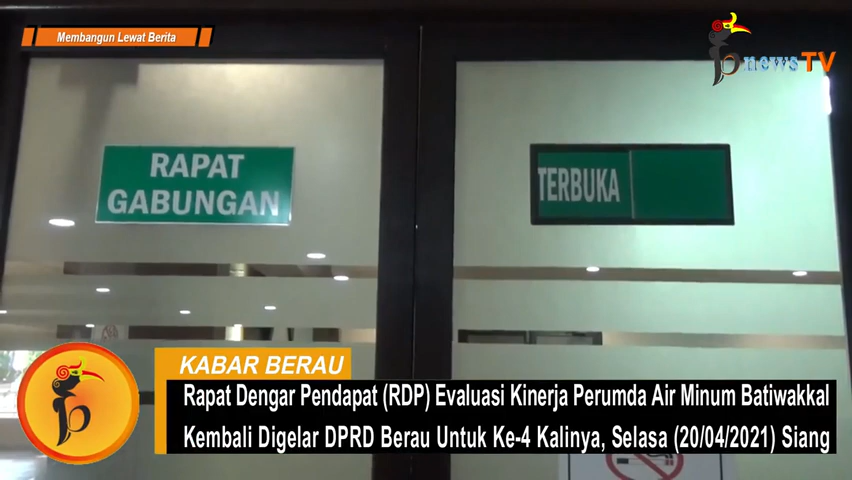 Membangun Lewat Berita
newsTV
RAPAT
GABUNGAN
TERBUKA
KABAR BERAU
Rapat Dengar Pendapat (RDP) Evaluasi Kinerja Perumda Air Minum Batiwakkal
Kembali Digelar DPRD Berau Untuk Ke-4 Kalinya, Selasa (20/04/2021) Siang